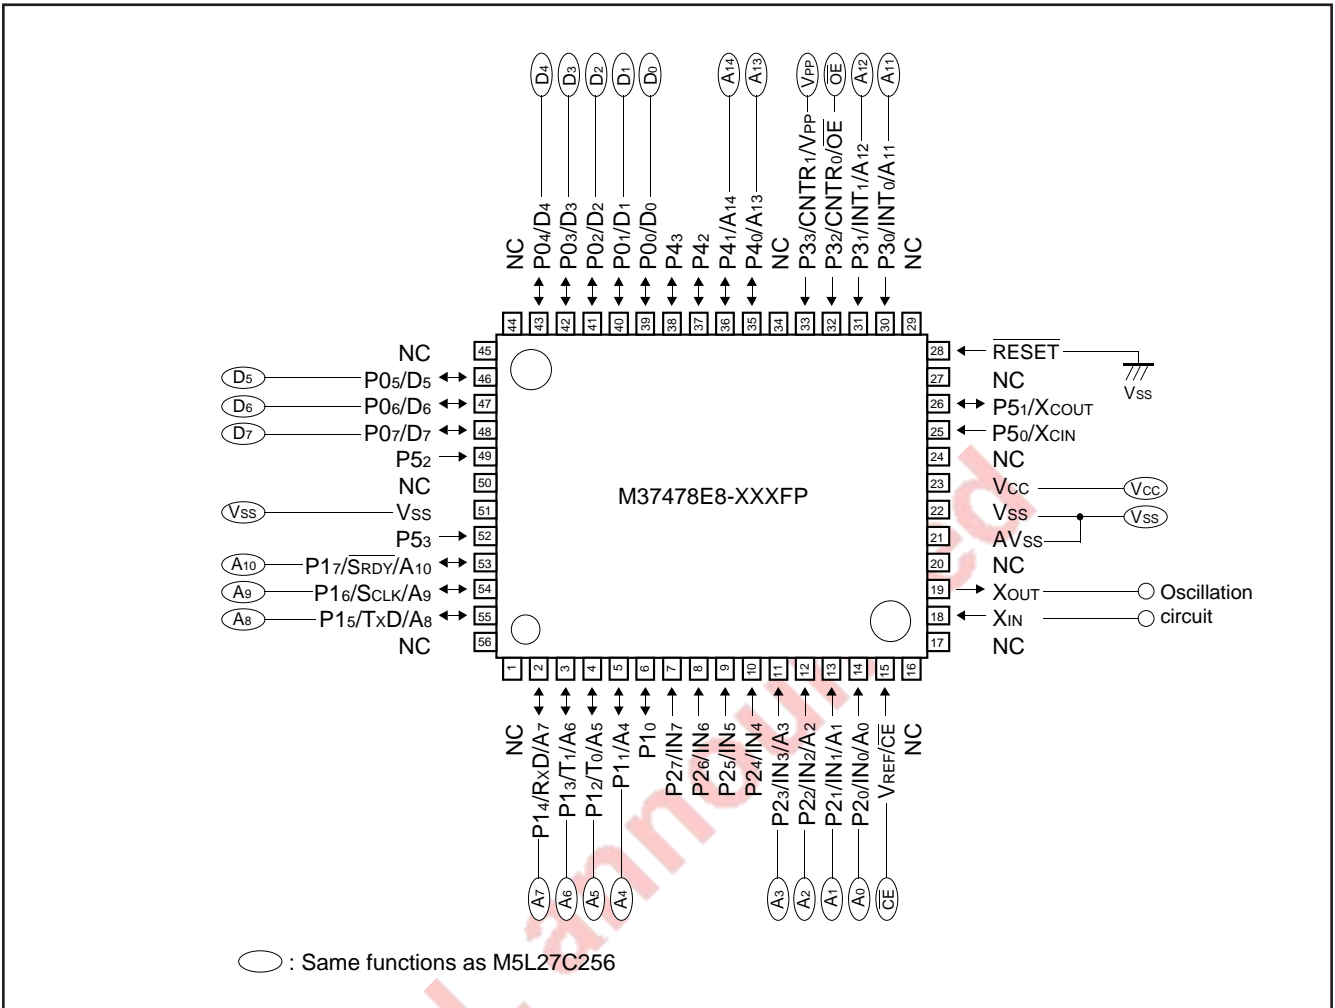 D4 D3 D2 D1 D0 A14 A13 VPP OE A12 A11
NC P04/D4 P03/D3 P02/D2 P01/D1 P00/D0 P43 P42 P41/A14 P40/A13 NC P33/CNTR1/VPP P32/CNTR0/OE P31/INT1/A12 P30/INT0/A11 NC
44 43 42 41 40 39 38 37 36 35 34 33 32 31 30 29
NC 45 28 RESET
D5 P05/D5 46 27 NC VSS
D6 P06/D6 47 26 P51/XCOUT
D7 P07/D7 48 25 P50/XCIN
P52 49 24 NC
NC 50 23 VCC VCC
M37478E8-XXXFP
VSS VSS 51 22 VSS VSS
P53 52 21 AVSS
A10 P17/SRDY/A10 53 20 NC
A9 P16/SCLK/A9 54 19 XOUT Oscillation
A8 P15/TXD/A8 55 18 XIN circuit
NC 56 17 NC
1 2 3 4 5 6 7 8 9 10 11 12 13 14 15 16
NC P14/RXD/A7 P13/T1/A6 P12/T0/A5 P11/A4 P10 P27/IN7 P26/IN6 P25/IN5 P24/IN4 P23/IN3/A3 P22/IN2/A2 P21/IN1/A1 P20/IN0/A0 VREF/CE NC
A7 A6 A5 A4 A3 A2 A1 A0 CE
: Same functions as M5L27C256